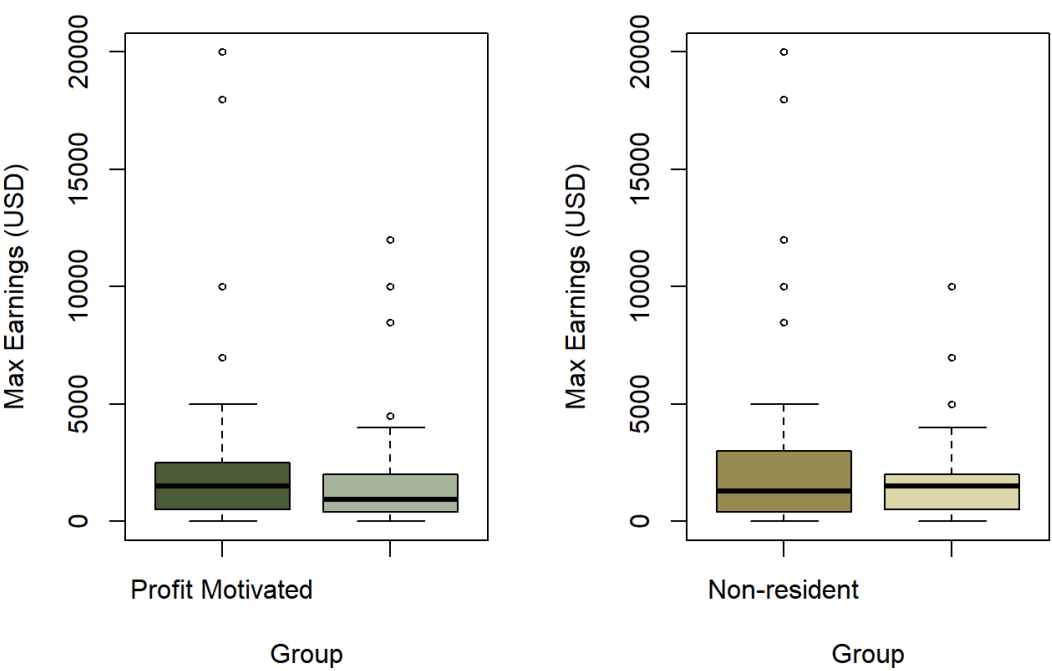 Max Earnings (USD)
20000
15000
10000
5000
0
Profit Motivated
Group
Max Earnings (USD)
20000
15000
10000
5000
0
Non-resident
Group